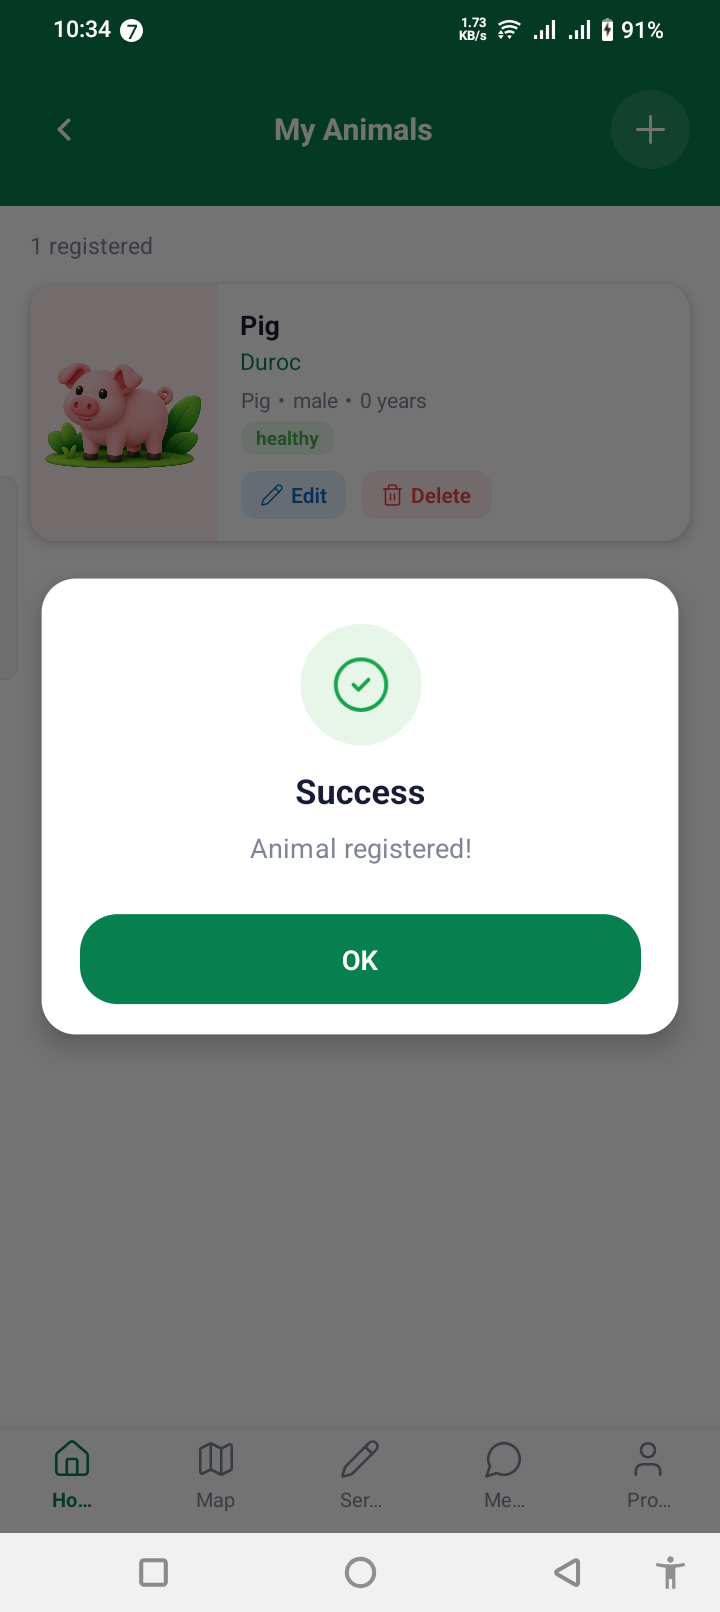 10:34 7 1.73 KB/s 91%
My Animals
1 registered
Pig
Duroc
Pig • male • 0 years
healthy
Edit Delete
Success
Animal registered!
OK
Ho... Map Ser... Me... Pro...